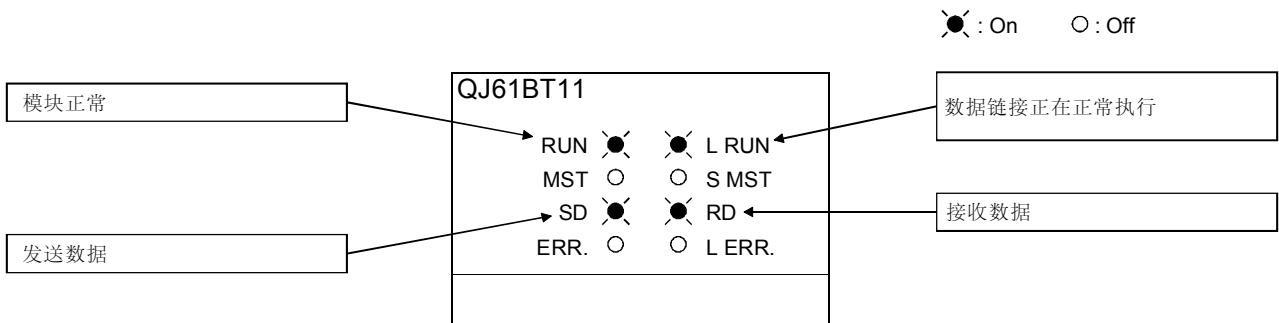 : On : Off
QJ61BT11
模块正常
数据链接正在正常执行
RUN L RUN
MST S MST
SD RD
接收数据
发送数据
ERR. L ERR.